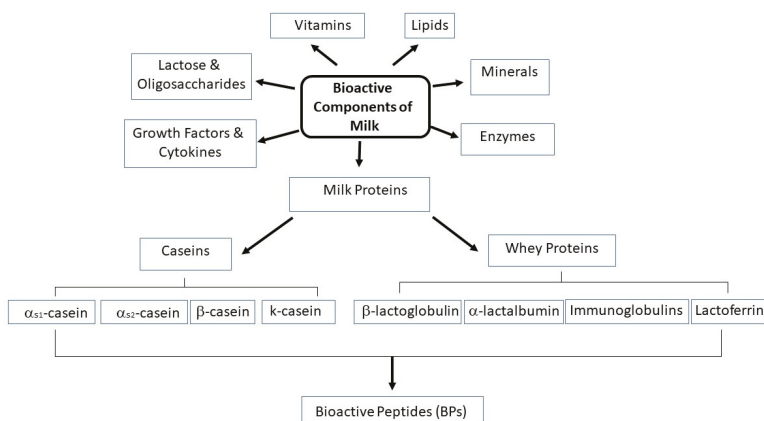 Vitamins
Lipids
Lactose &
Oligosaccharides
Bioactive
Components of
Milk
Minerals
Growth Factors &
Cytokines
Enzymes
Milk Proteins
Caseins
Whey Proteins
αs1-casein
αs2-casein
β-casein
k-casein
β-lactoglobulin
α-lactalbumin
Immunoglobulins
Lactoferrin
Bioactive Peptides (BPs)